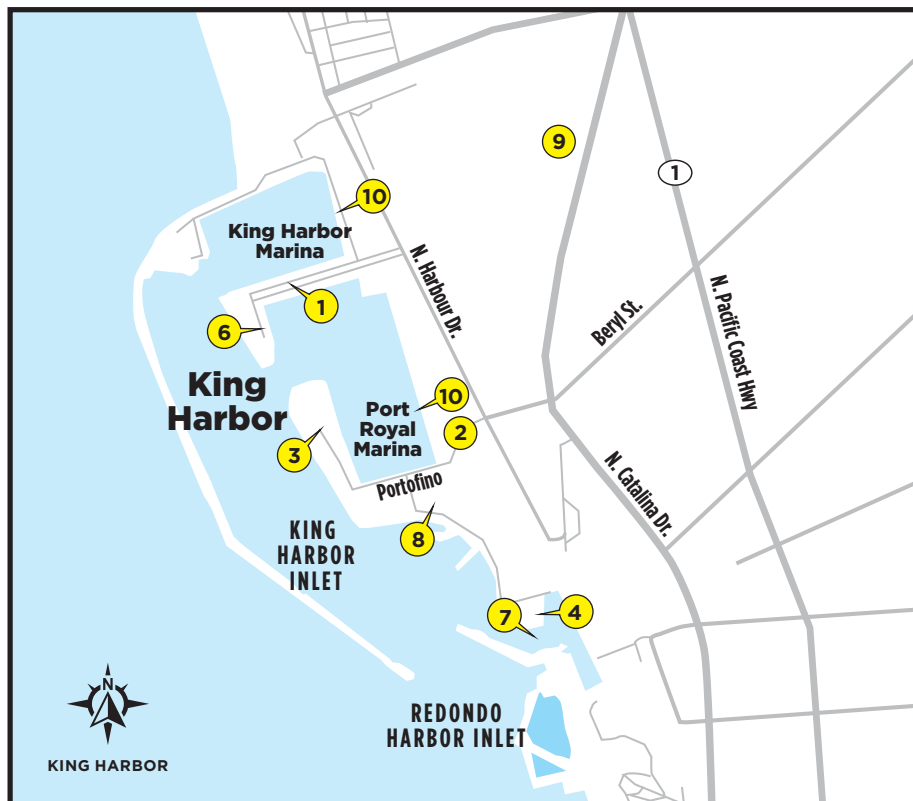 9
1
10
King Harbor
Marina
N. Harbour Dr.
1
6
Beryl St.
N. Pacific Coast Hwy
King
Harbor
10
Port
Royal
Marina
2
3
Portofino
N. Catalina Dr.
KING
HARBOR
INLET
8
7
4
N
REDONDO
HARBOR INLET
KING HARBOR